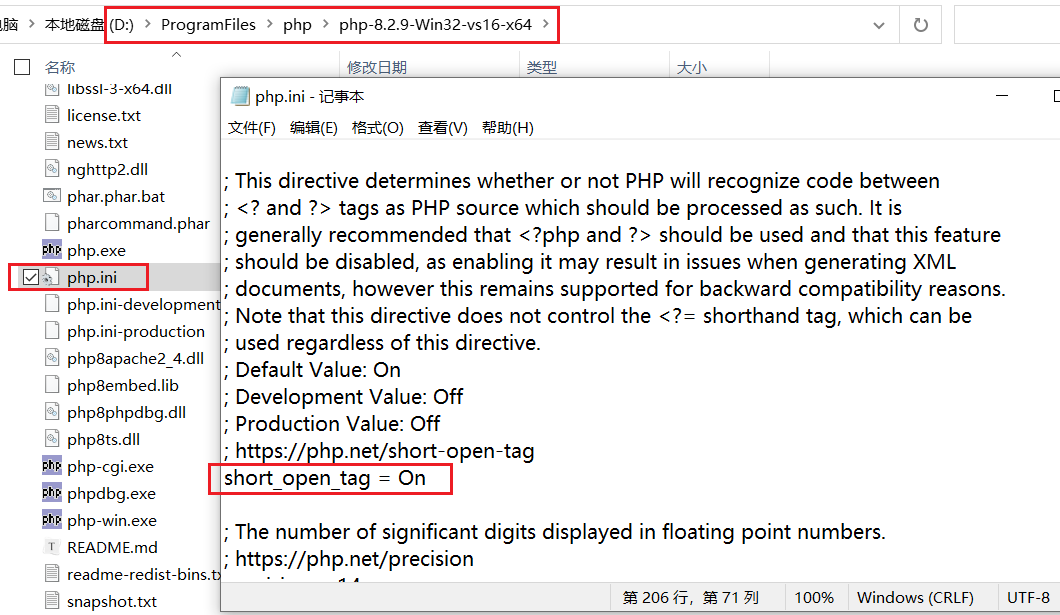 电脑 › 本地磁盘 (D:) › ProgramFiles › php › php-8.2.9-Win32-vs16-x64 ›
名称 修改日期 类型 大小
libssl-3-x64.dll
license.txt
news.txt
nghttp2.dll
phar.phar.bat
pharcommand.phar
php.exe
php.ini
php.ini-development
php.ini-production
php8apache2_4.dll
php8embed.lib
php8phpdbg.dll
php8ts.dll
php-cgi.exe
phpdbg.exe
php-win.exe
README.md
readme-redist-bins.tx
snapshot.txt
php.ini - 记事本
文件(F) 编辑(E) 格式(O) 查看(V) 帮助(H)
; This directive determines whether or not PHP will recognize code between
; <? and ?> tags as PHP source which should be processed as such. It is
; generally recommended that <?php and ?> should be used and that this feature
; should be disabled, as enabling it may result in issues when generating XML
; documents, however this remains supported for backward compatibility reasons.
; Note that this directive does not control the <?= shorthand tag, which can be
; used regardless of this directive.
; Default Value: On
; Development Value: Off
; Production Value: Off
; https://php.net/short-open-tag
short_open_tag = On
; The number of significant digits displayed in floating point numbers.
; https://php.net/precision
第 206 行，第 71 列 100% Windows (CRLF) UTF-8